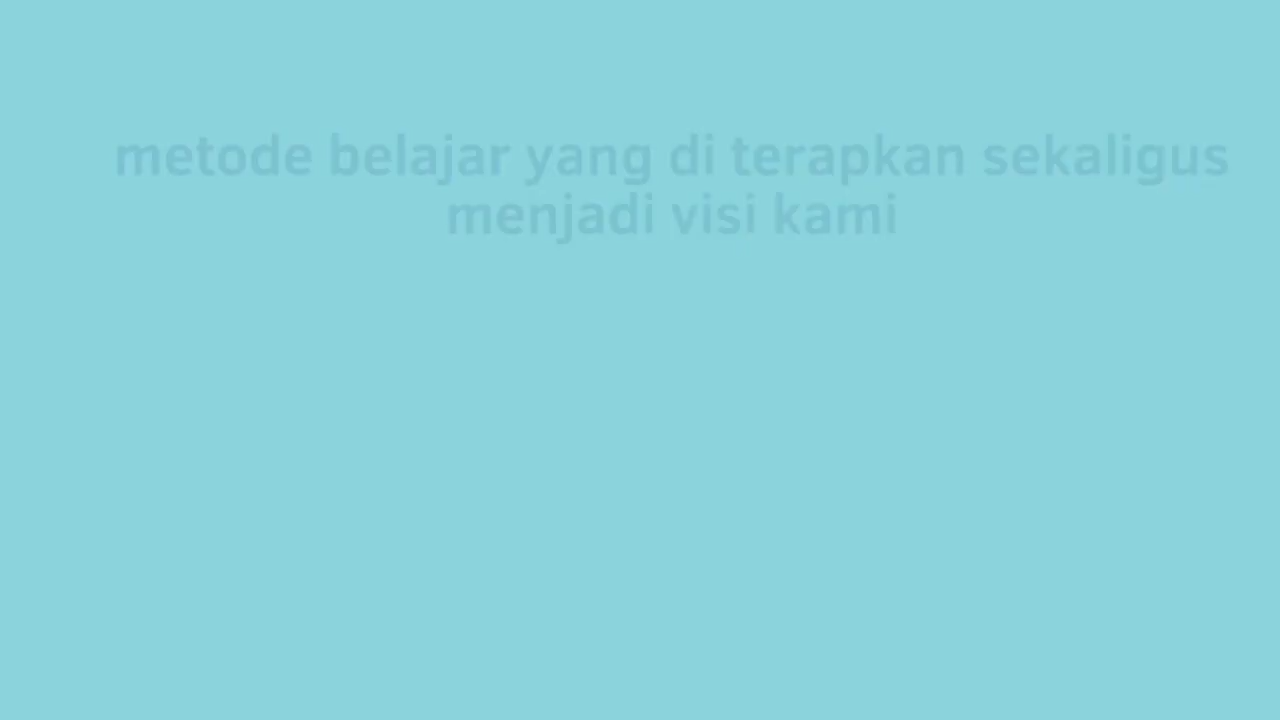 metode belajar yang di terapkan sekaligus
menjadi visi kami